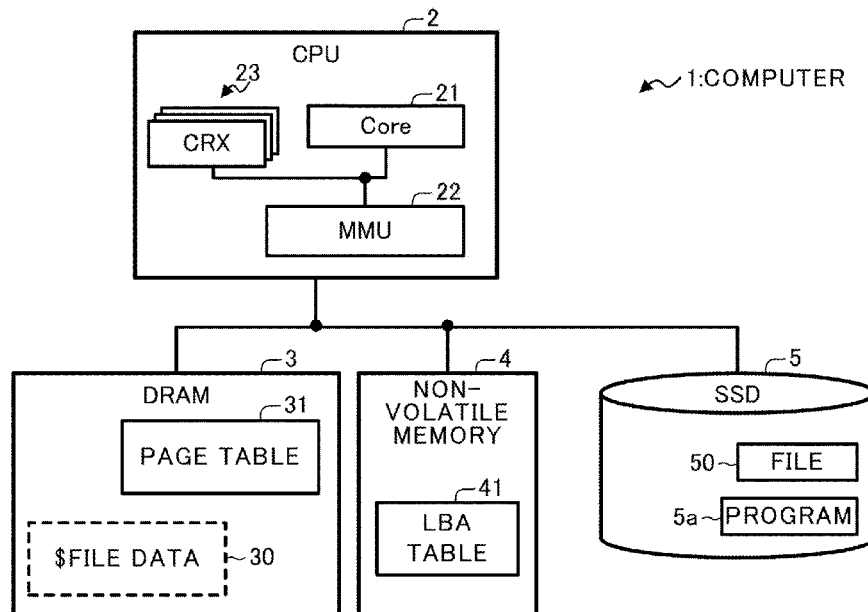 2
CPU
23
1:COMPUTER
21
Core
CRX
22
MMU
3
DRAM
31
PAGE TABLE
$FILE DATA
30
4
NON-
VOLATILE
MEMORY
41
LBA
TABLE
5
SSD
50
FILE
5a
PROGRAM